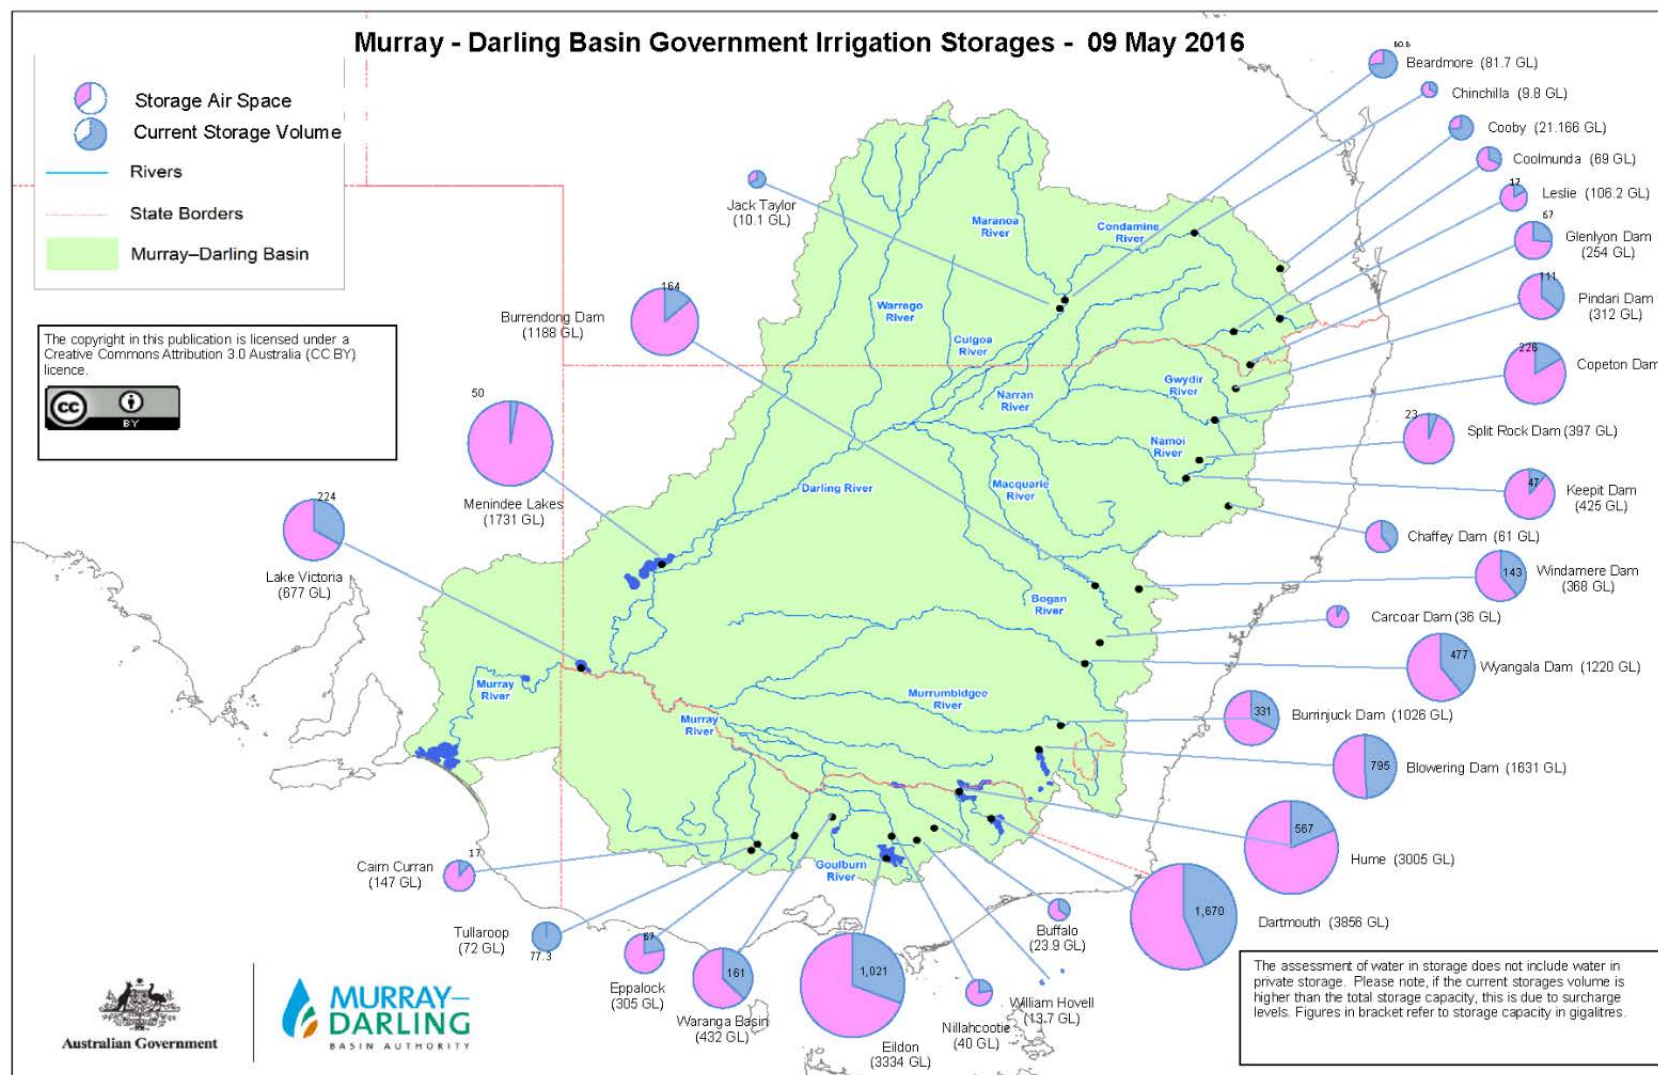 Murray - Darling Basin Government Irrigation Storages - 09 May 2016
Storage Air Space
Current Storage Volume
Rivers
State Borders
Murray–Darling Basin
The copyright in this publication is licensed under a
Creative Commons Attribution 3.0 Australia (CC BY)
licence.
cc
BY
60.6
Beardmore (81.7 GL)
Chinchilla (9.8 GL)
Cooby (21.166 GL)
Coolmunda (69 GL)
17
Leslie (106.2 GL)
67
Glenlyon Dam
(254 GL)
111
Pindari Dam
(312 GL)
226
Copeton Dam
23
Split Rock Dam (397 GL)
47
Keepit Dam
(425 GL)
Chaffey Dam (61 GL)
143
Windamere Dam
(368 GL)
Carcoar Dam (36 GL)
477
Wyangala Dam (1220 GL)
331
Burrinjuck Dam (1026 GL)
795
Blowering Dam (1631 GL)
567
Hume (3005 GL)
1,670
Dartmouth (3856 GL)
Jack Taylor
(10.1 GL)
164
Burrendong Dam
(1188 GL)
50
Menindee Lakes
(1731 GL)
224
Lake Victoria
(677 GL)
Maranoa
River
Condamine
River
Warrego
River
Culgoa
River
Narran
River
Gwydir
River
Namoi
River
Macquarie
River
Darling River
Bogan
River
Murrumbidgee
River
Murray
River
Murray
River
Goulburn
River
17
Cairn Curran
(147 GL)
Tullaroop
(72 GL)
77.3
67
Eppalock
(305 GL)
161
Waranga Basin
(432 GL)
1,021
Eildon
(3334 GL)
Nillahcootie
(40 GL)
William Hovell
(13.7 GL)
Buffalo
(23.9 GL)
Australian Government
MURRAY–
DARLING
BASIN AUTHORITY
The assessment of water in storage does not include water in
private storage. Please note, if the current storages volume is
higher than the total storage capacity, this is due to surcharge
levels. Figures in bracket refer to storage capacity in gigalitres.